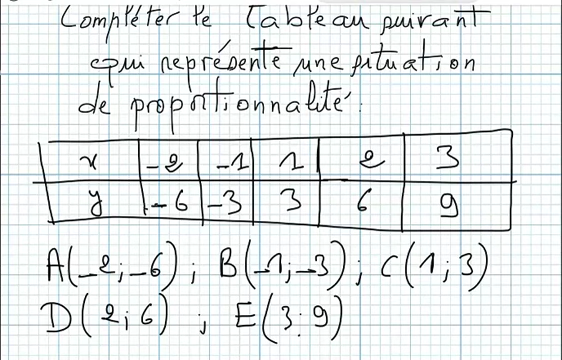 Compléter le Tableau suivant
qui représente une situation
de proportionnalité.
x -2 -1 1 2 3
y -6 -3 3 6 9
A(-2;-6) ; B(-1;-3) ; C(1;3)
D(2;6) ; E(3;9)